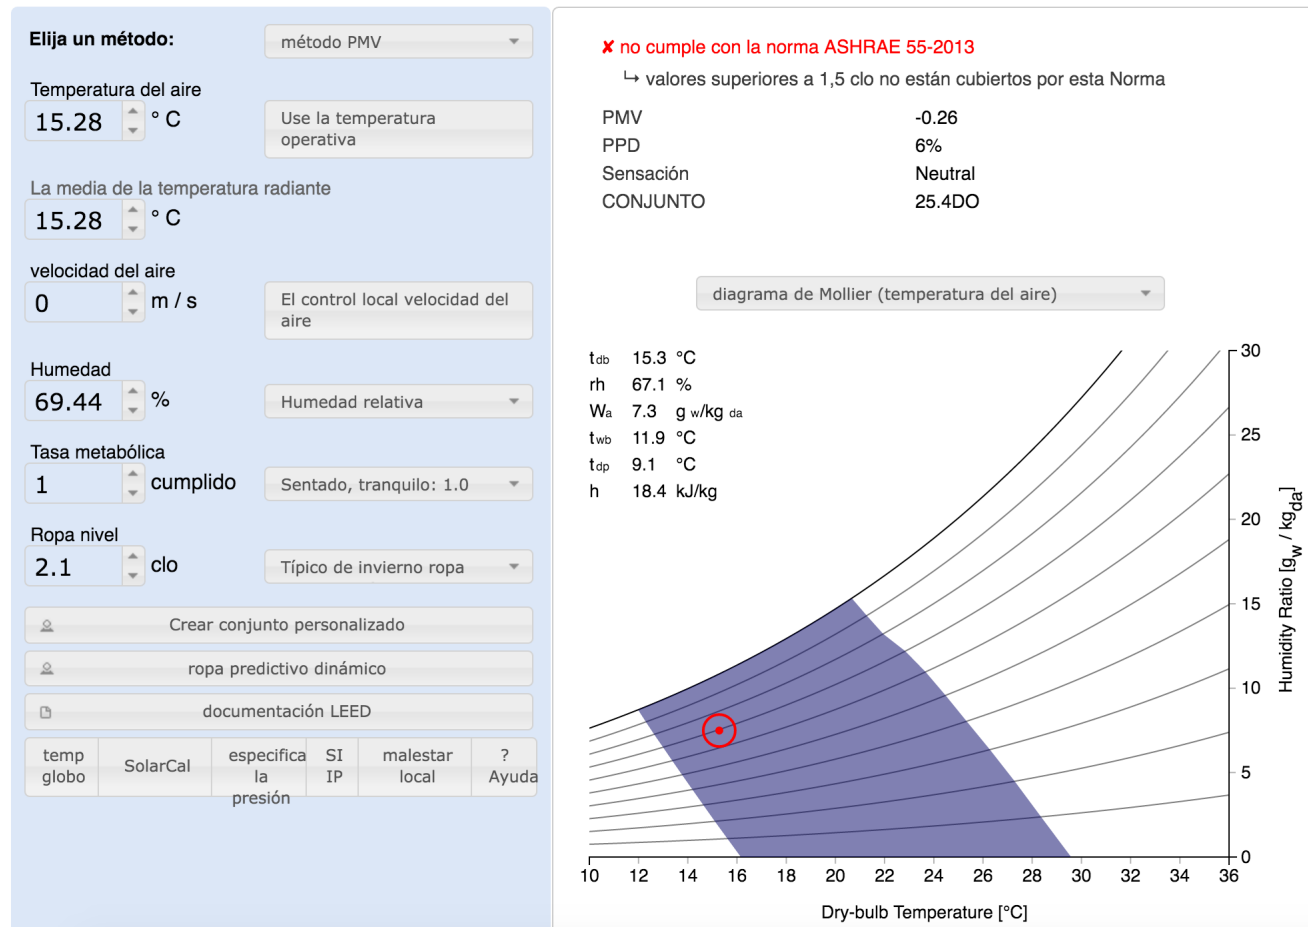 Elija un método:
método PMV
Temperatura del aire
15.28
° C
Use la temperatura
operativa
La media de la temperatura radiante
15.28
° C
velocidad del aire
0
m / s
El control local velocidad del
aire
Humedad
69.44
%
Humedad relativa
Tasa metabólica
1
cumplido
Sentado, tranquilo: 1.0
Ropa nivel
2.1
clo
Típico de invierno ropa
Crear conjunto personalizado
ropa predictivo dinámico
documentación LEED
temp
globo
SolarCal
especifica
la
presión
SI
IP
malestar
local
?
Ayuda
✘ no cumple con la norma ASHRAE 55-2013
↳ valores superiores a 1,5 clo no están cubiertos por esta Norma
PMV -0.26
PPD 6%
Sensación Neutral
CONJUNTO 25.4DO
diagrama de Mollier (temperatura del aire)
tdb 15.3 °C
rh 67.1 %
Wa 7.3 g w/kg da
twb 11.9 °C
tdp 9.1 °C
h 18.4 kJ/kg
30
25
20
15
10
5
0
Humidity Ratio [gw / kgda]
10 12 14 16 18 20 22 24 26 28 30 32 34 36
Dry-bulb Temperature [°C]